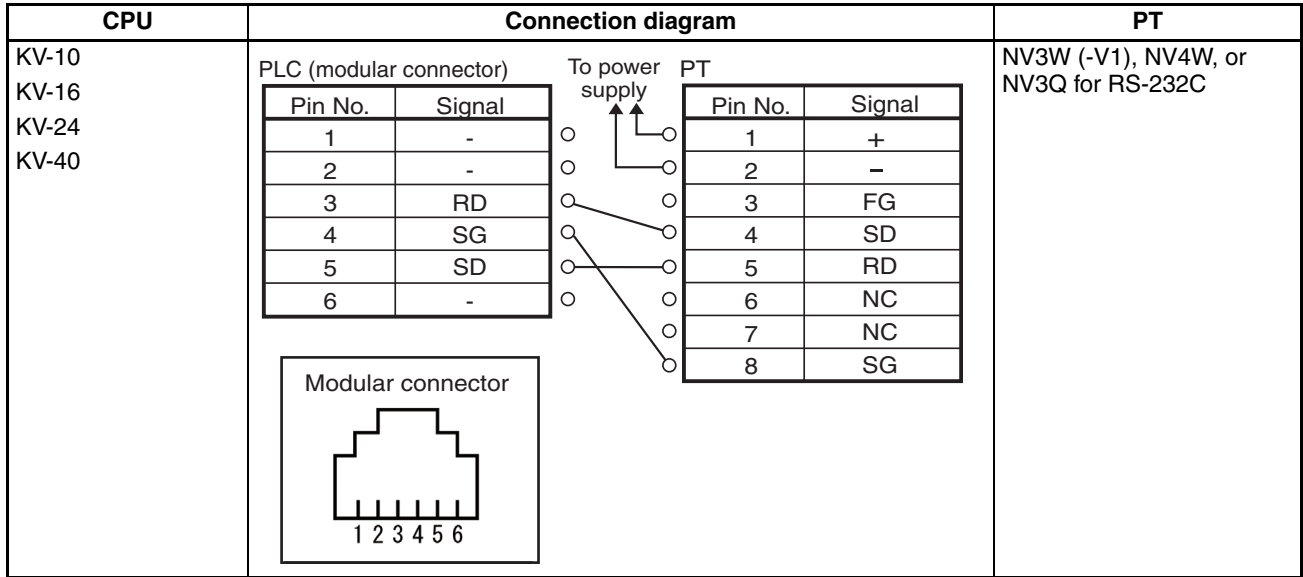 CPU Connection diagram PT
KV-10
KV-16
KV-24
KV-40
PLC (modular connector)
Pin No. Signal
1 -
2 -
3 RD
4 SG
5 SD
6 -
To power
supply
PT
Pin No. Signal
1 +
2 −
3 FG
4 SD
5 RD
6 NC
7 NC
8 SG
Modular connector
1 2 3 4 5 6
NV3W (-V1), NV4W, or
NV3Q for RS-232C